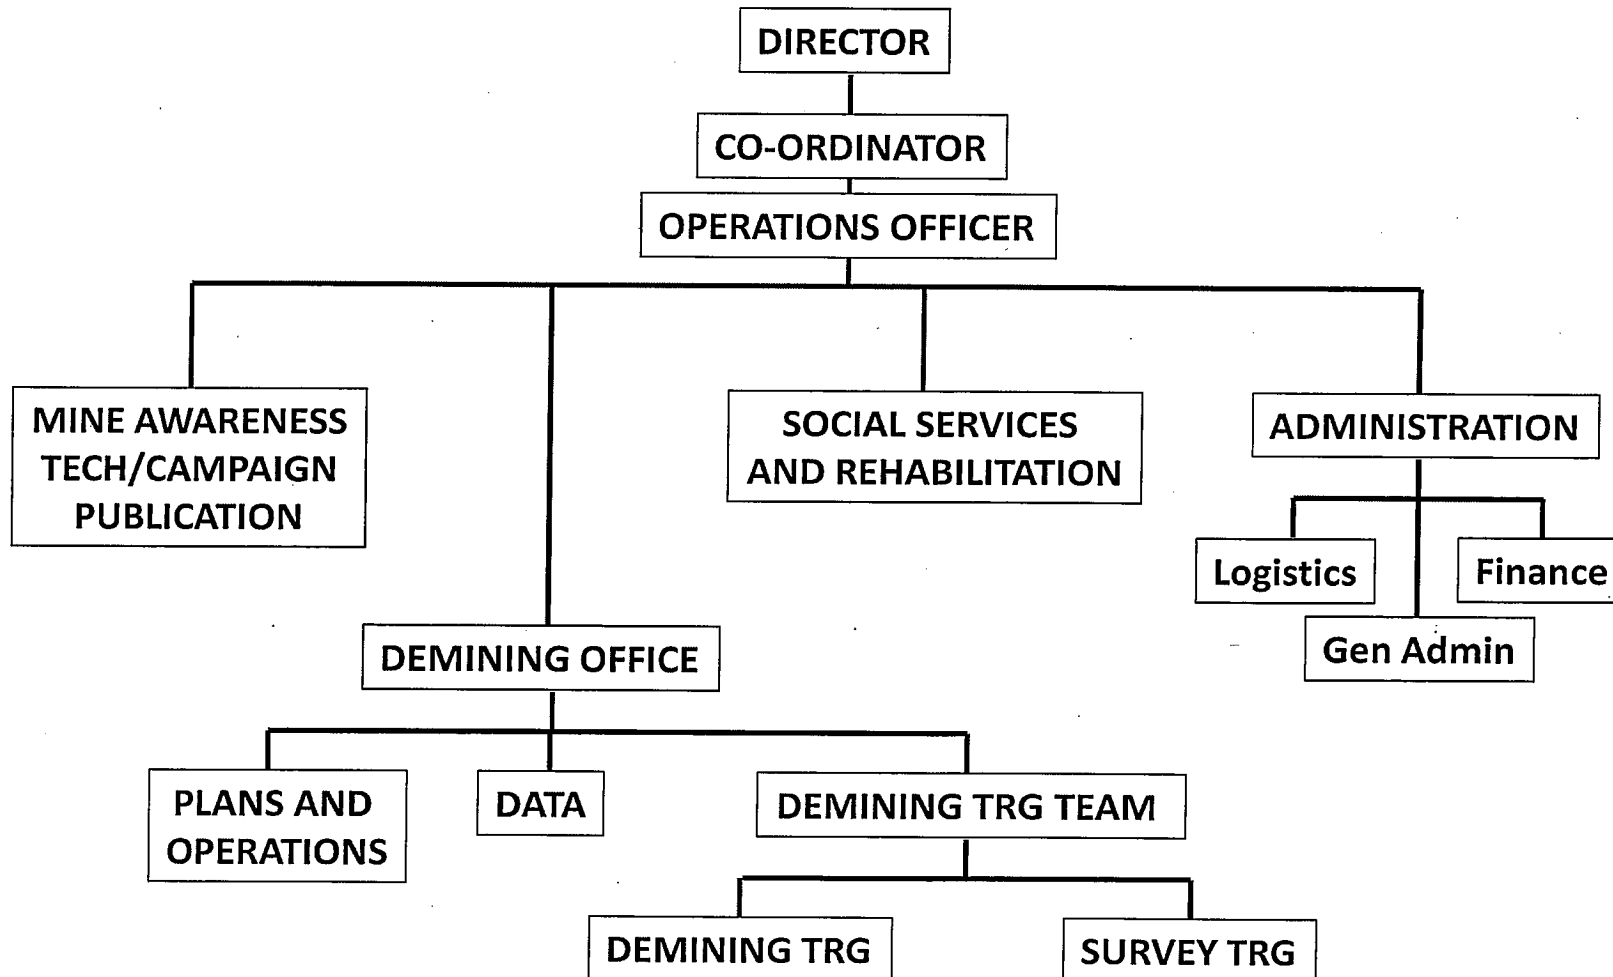 DIRECTOR
CO-ORDINATOR
OPERATIONS OFFICER
MINE AWARENESS
TECH/CAMPAIGN
PUBLICATION
SOCIAL SERVICES
AND REHABILITATION
ADMINISTRATION
Logistics
Finance
Gen Admin
DEMINING OFFICE
PLANS AND
OPERATIONS
DATA
DEMINING TRG TEAM
DEMINING TRG
SURVEY TRG